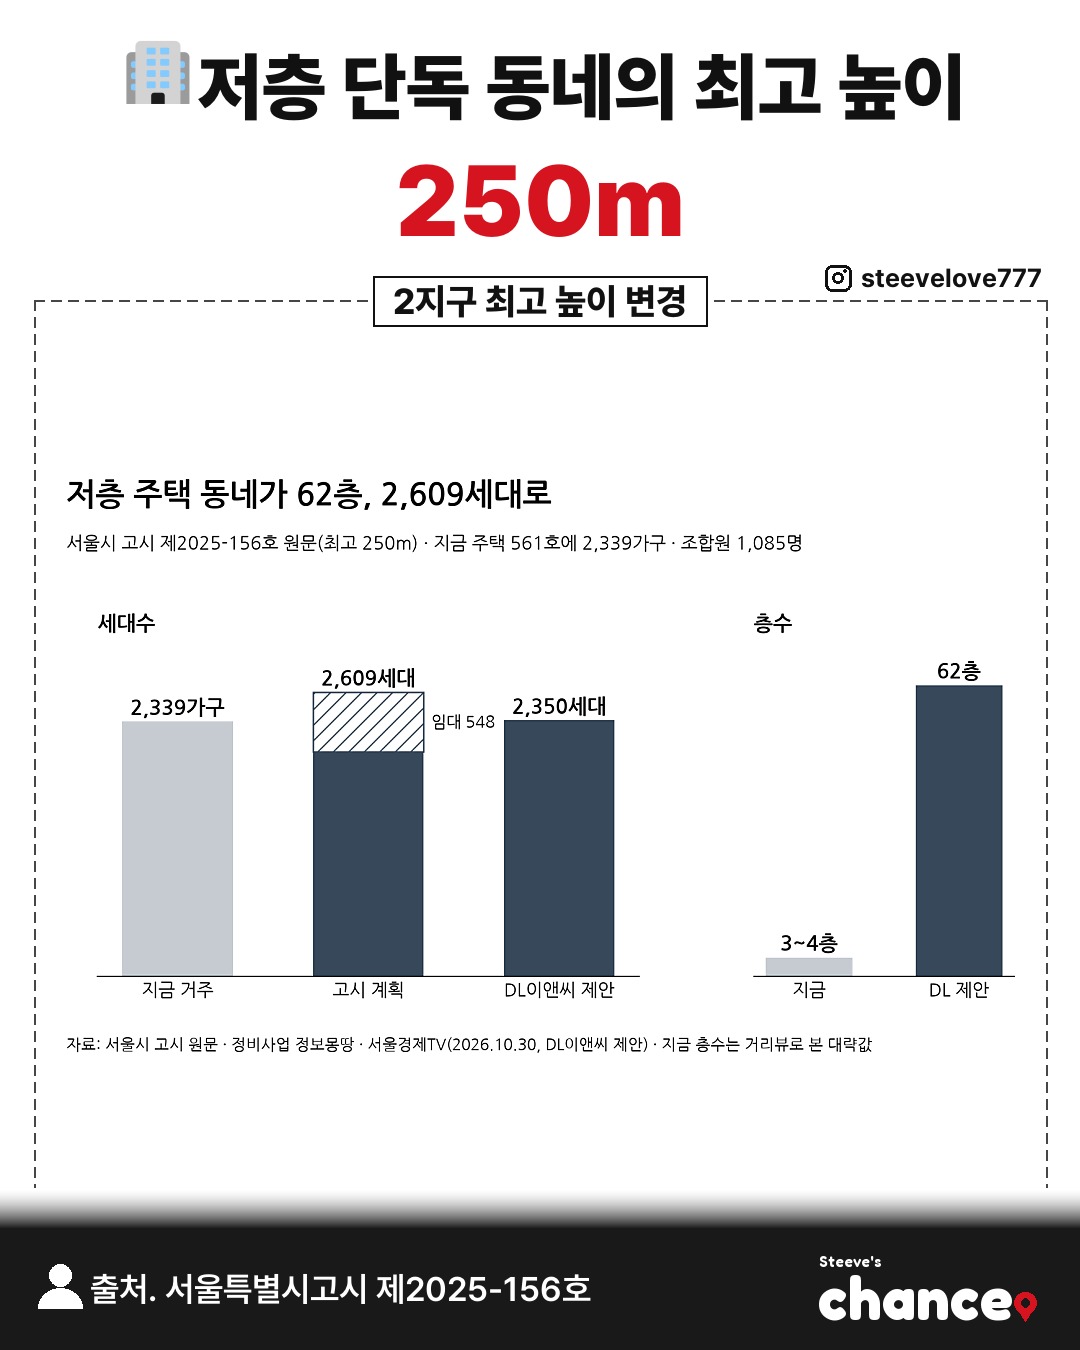 저층 단독 동네의 최고 높이
250m
steevelove777
2지구 최고 높이 변경
저층 주택 동네가 62층, 2,609세대로
서울시 고시 제2025-156호 원문(최고 250m) · 지금 주택 561호에 2,339가구 · 조합원 1,085명
세대수
층수
2,339가구
2,609세대
임대 548
2,350세대
3~4층
62층
지금 거주
고시 계획
DL이앤씨 제안
지금
DL 제안
자료: 서울시 고시 원문 · 정비사업 정보몽땅 · 서울경제TV(2026.10.30, DL이앤씨 제안) · 지금 층수는 거리뷰로 본 대략값
출처. 서울특별시고시 제2025-156호
Steeve's
chance